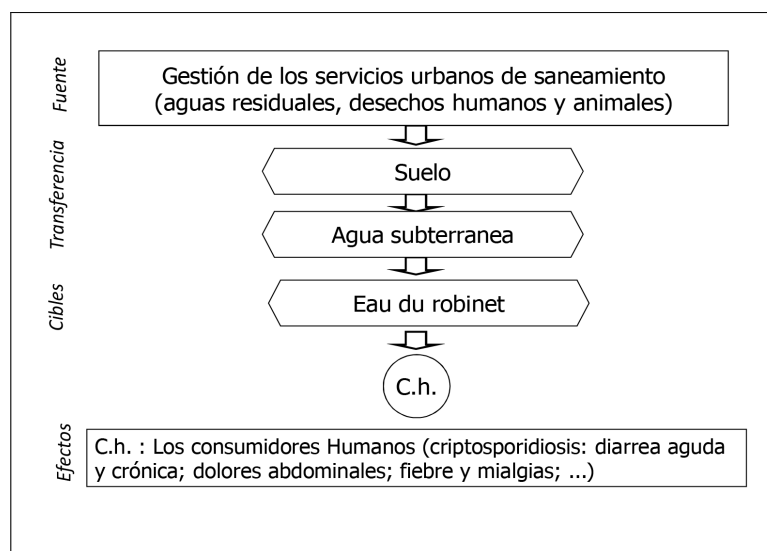 Fuente
Gestión de los servicios urbanos de saneamiento
(aguas residuales, desechos humanos y animales)
Transferencia
Suelo
Agua subterranea
Cibles
Eau du robinet
C.h.
Efectos
C.h. : Los consumidores Humanos (criptosporidiosis: diarrea aguda
y crónica; dolores abdominales; fiebre y mialgias; ...)